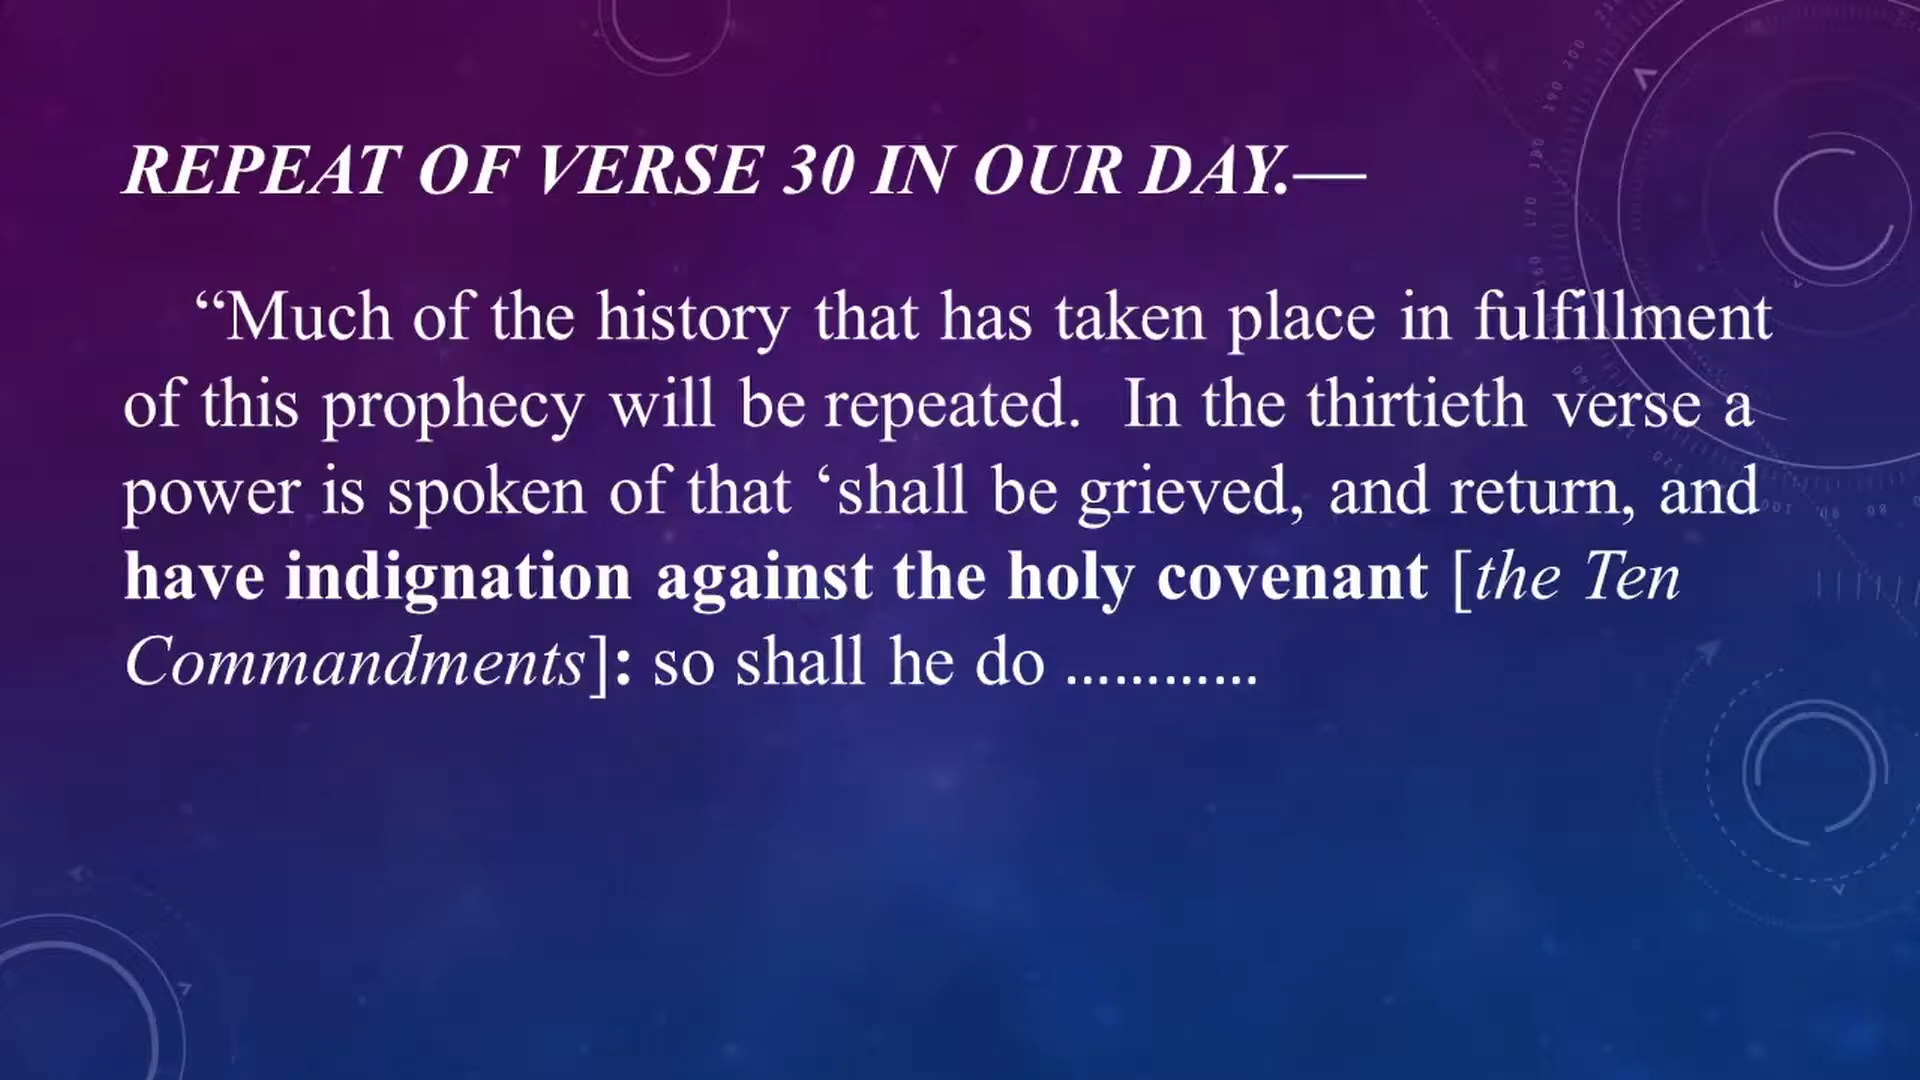 REPEAT OF VERSE 30 IN OUR DAY.—
“Much of the history that has taken place in fulfillment
of this prophecy will be repeated.  In the thirtieth verse a
power is spoken of that ‘shall be grieved, and return, and
have indignation against the holy covenant [the Ten
Commandments]: so shall he do …………